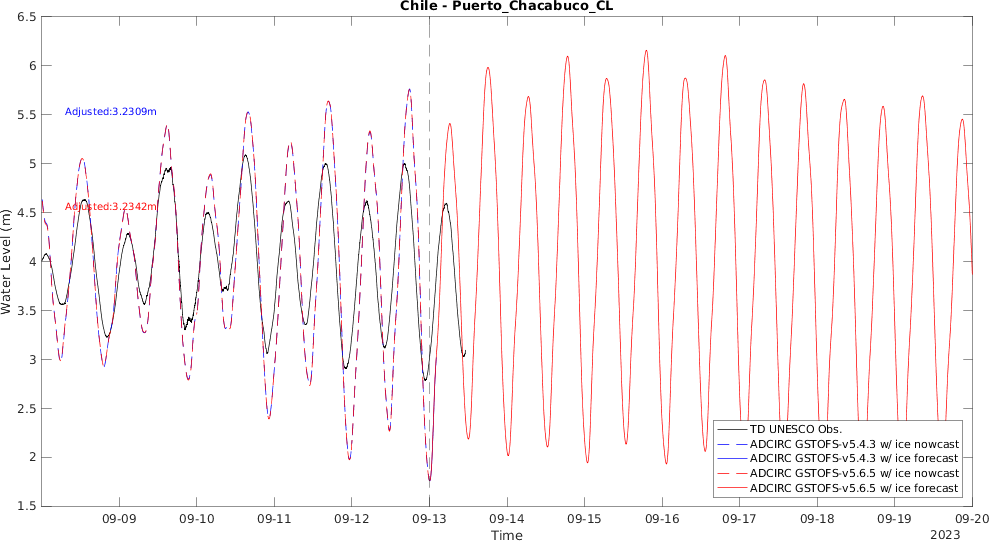 Chile - Puerto_Chacabuco_CL
Water Level (m)
6.5
6
5.5
5
4.5
4
3.5
3
2.5
2
1.5
Adjusted:3.2309m
Adjusted:3.2342m
TD UNESCO Obs.
ADCIRC GSTOFS-v5.4.3 w/ ice nowcast
ADCIRC GSTOFS-v5.4.3 w/ ice forecast
ADCIRC GSTOFS-v5.6.5 w/ ice nowcast
ADCIRC GSTOFS-v5.6.5 w/ ice forecast
09-09 09-10 09-11 09-12 09-13 09-14 09-15 09-16 09-17 09-18 09-19 09-20
Time
2023